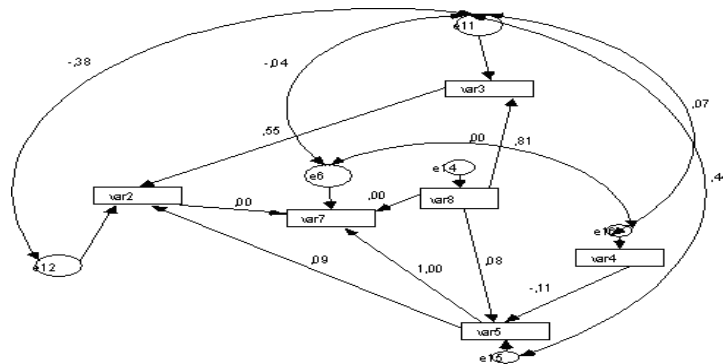 e11
-,38
-,04
var3
,07
,55
,00
,81
e14
,4
e6
var2
,00
var8
,00
var7
e16
var4
e12
,09
1,00
,08
-,11
var5
e15